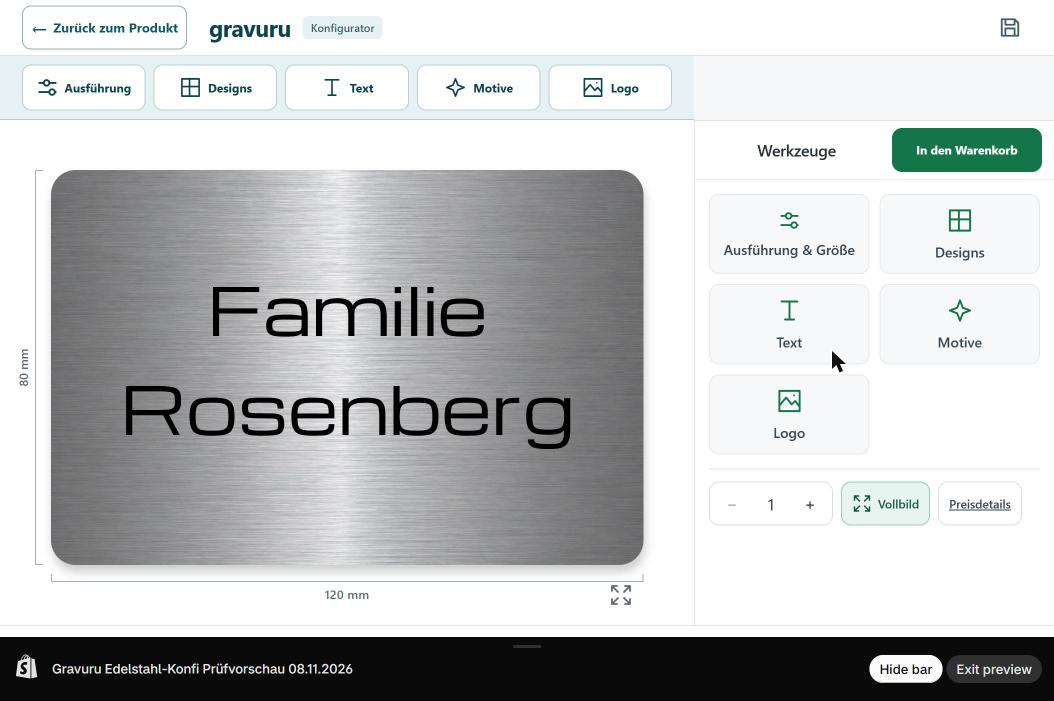 ← Zurück zum Produkt
gravuru
Konfigurator
Ausführung
Designs
Text
Motive
Logo
Werkzeuge
In den Warenkorb
Ausführung & Größe
Designs
Text
Motive
Logo
− 1 +
Vollbild
Preisdetails
Familie
Rosenberg
80 mm
120 mm
Gravuru Edelstahl-Konfi Prüfvorschau 08.11.2026
Hide bar
Exit preview